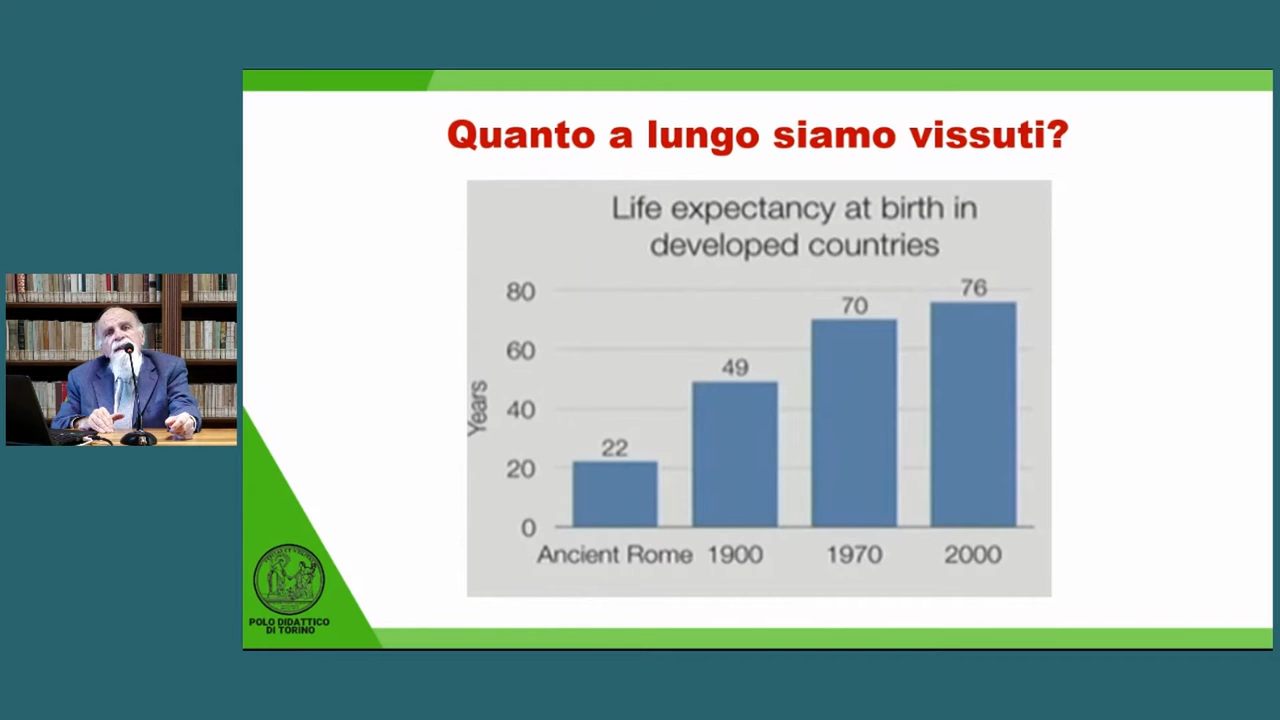 Quanto a lungo siamo vissuti?
Life expectancy at birth in
developed countries
Years
80
60
40
20
0
22
49
70
76
Ancient Rome
1900
1970
2000
POLO DIDATTICO
DI TORINO